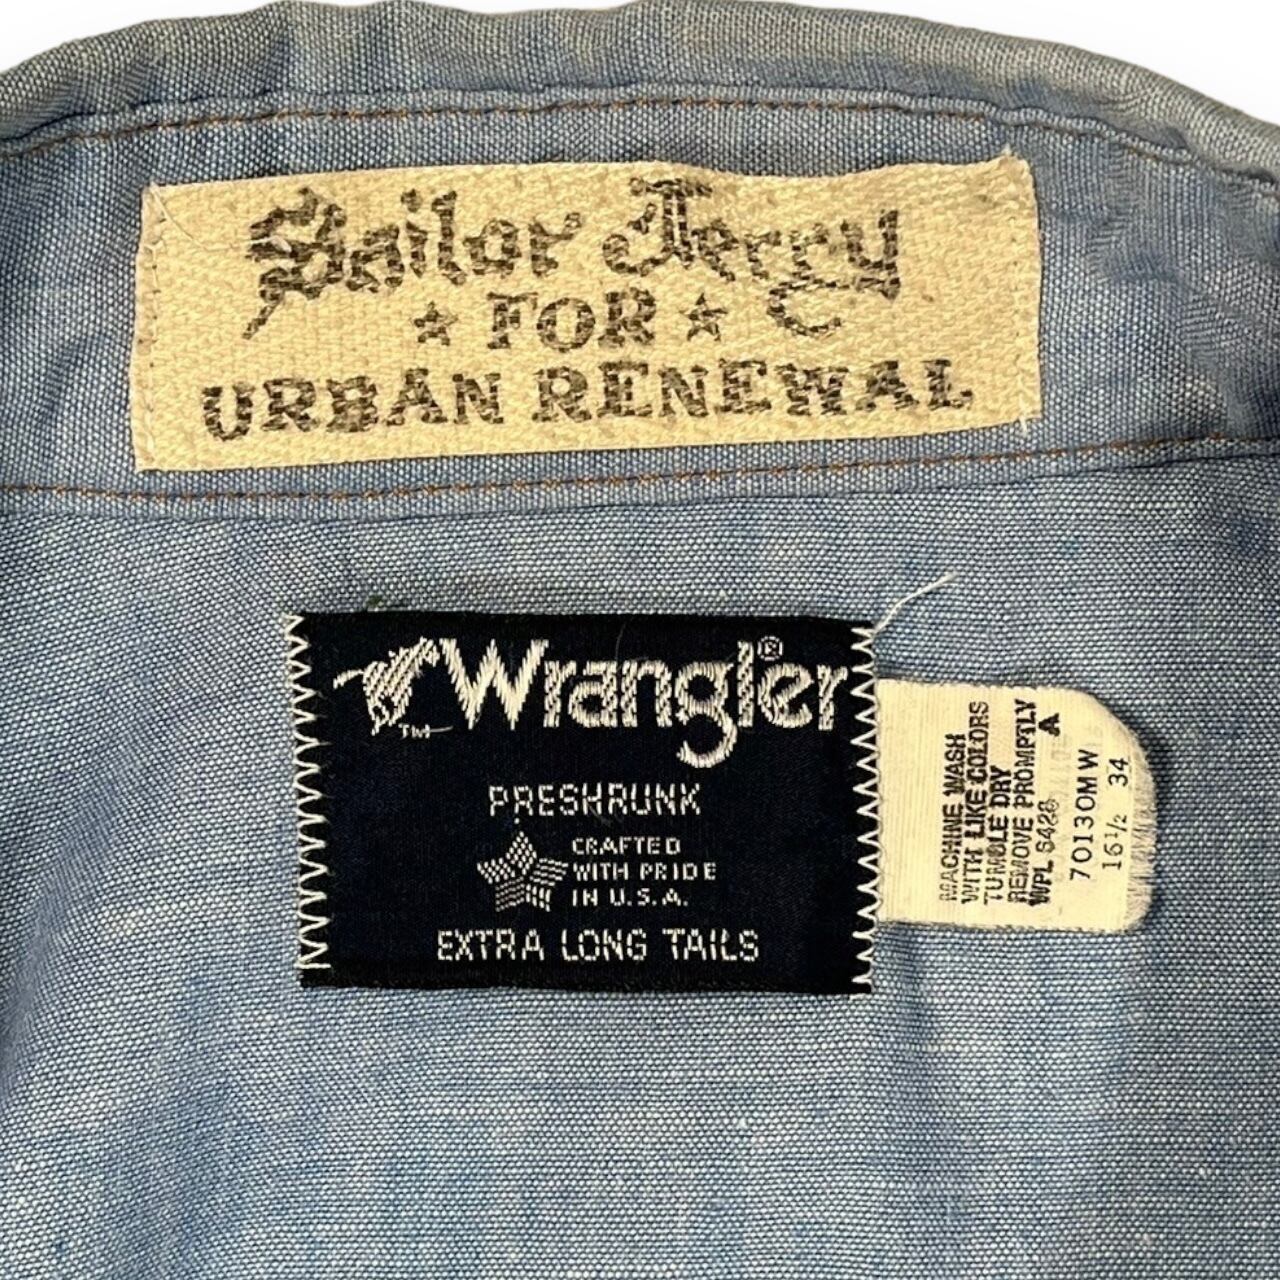 Sailor Jerry
★ FOR ★
URBAN RENEWAL
Wrangler®
TM
PRESHRUNK
CRAFTED
WITH PRIDE
IN U.S.A.
EXTRA LONG TAILS
MACHINE WASH
WITH LIKE COLORS
TUMBLE DRY
REMOVE PROMPTLY
WPL 5426 A
70130MW
16½ 34